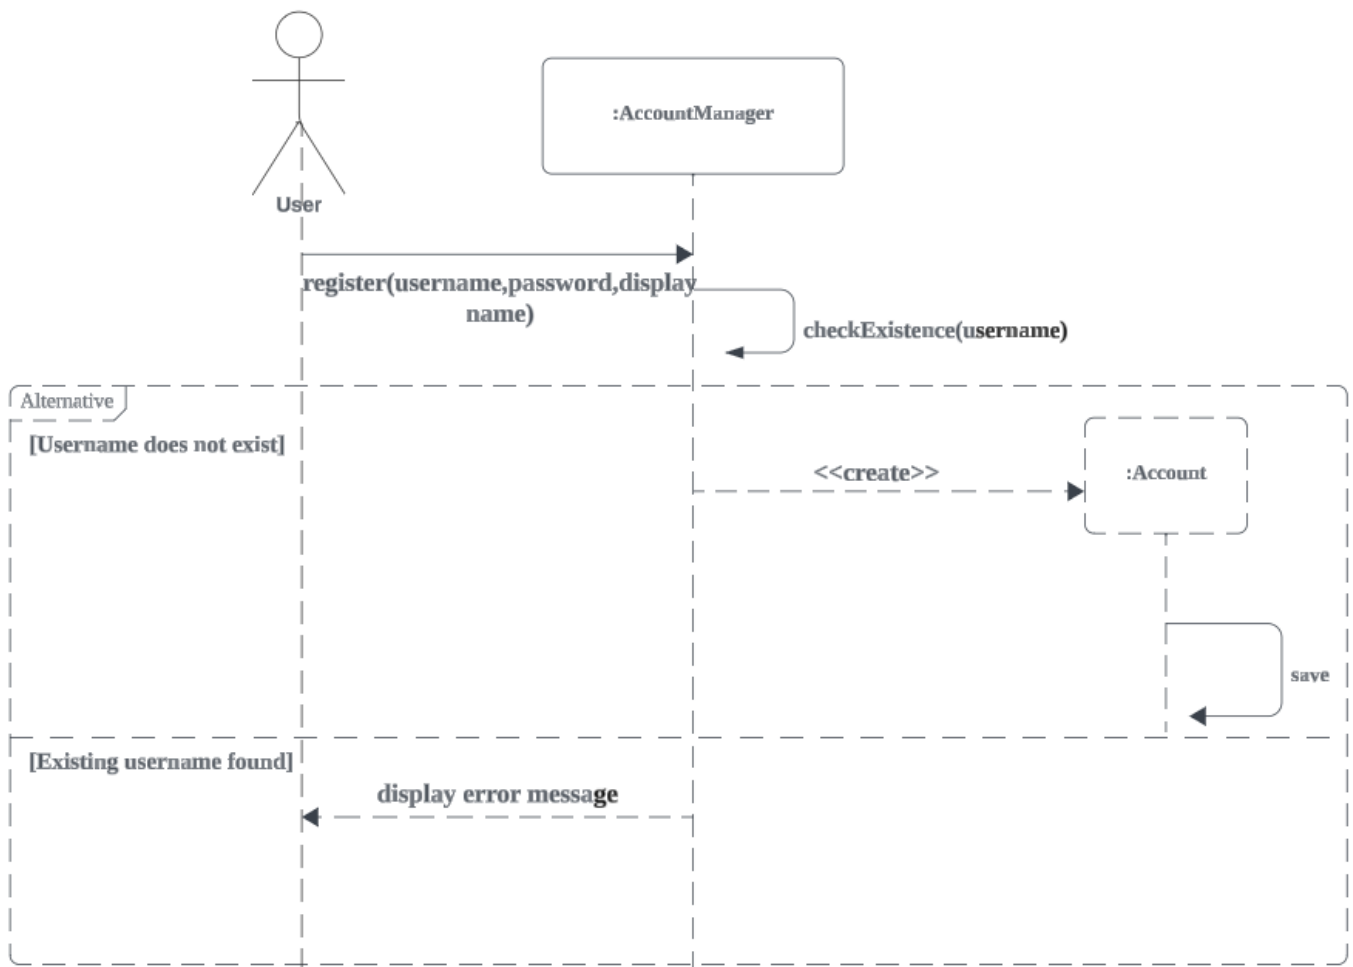 :AccountManager
User
register(username,password,display
name)
checkExistence(username)
Alternative
[Username does not exist]
<<create>>
:Account
save
[Existing username found]
display error message